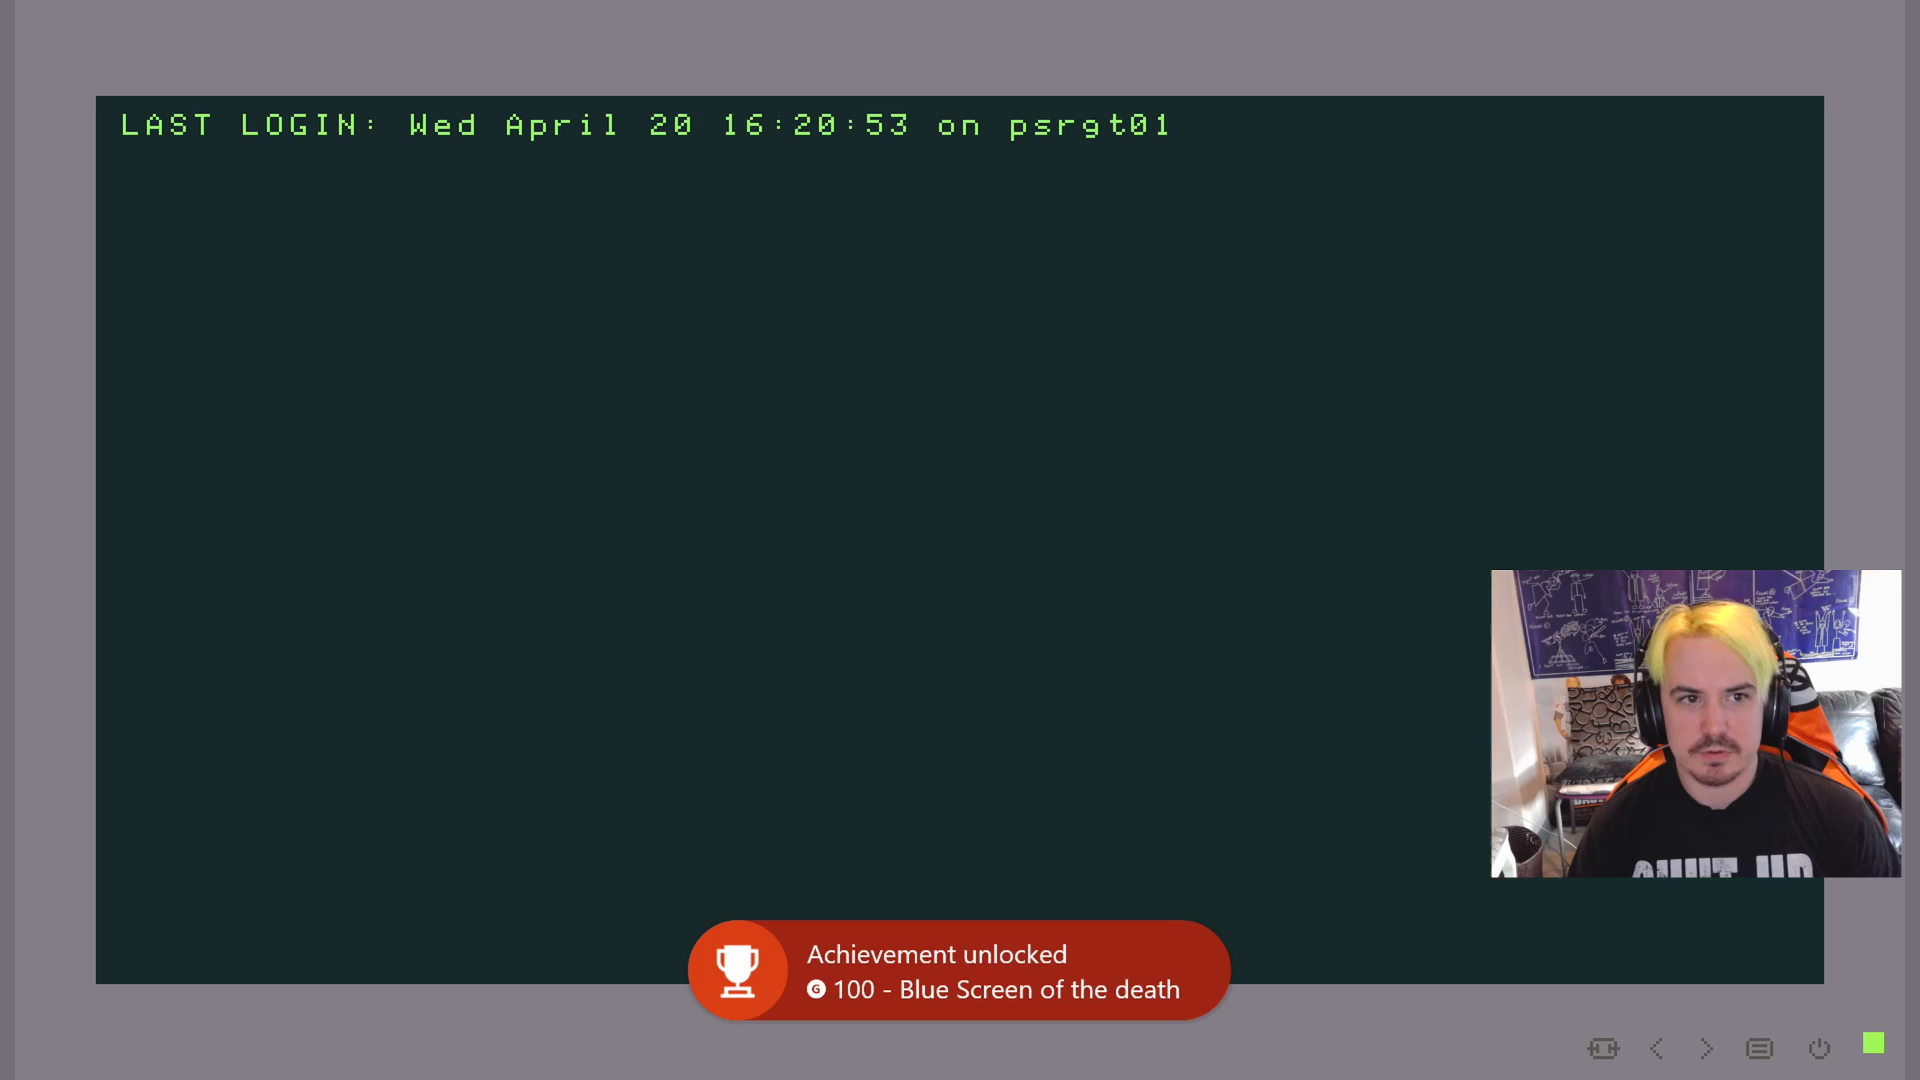 LAST LOGIN: Wed April 20 16:20:53 on psrgt01
Achievement unlocked
G 100 - Blue Screen of the death